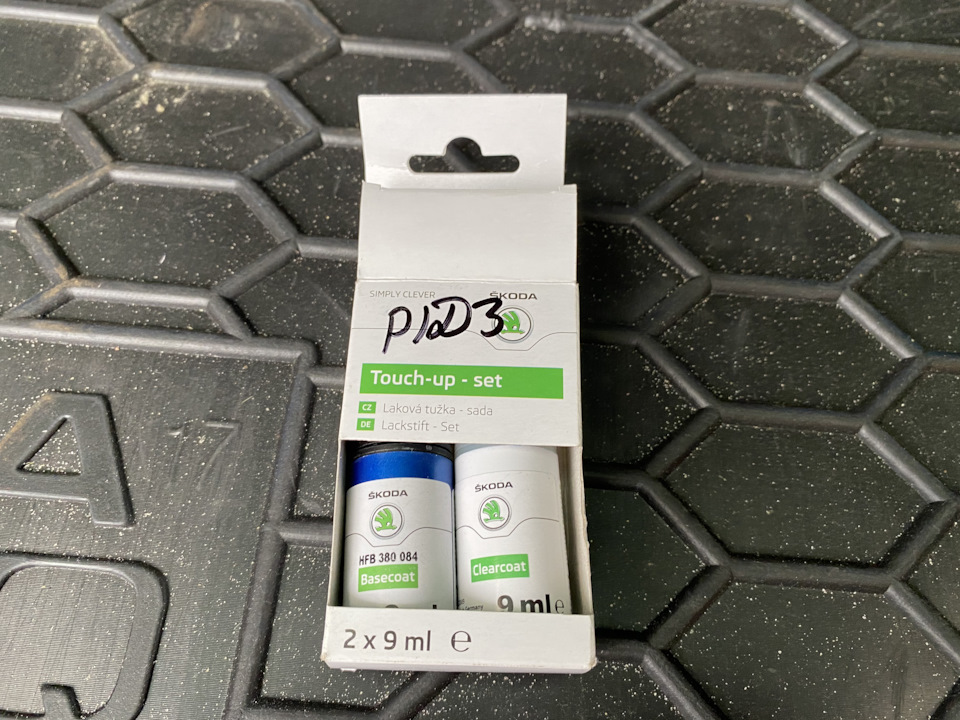 SIMPLY CLEVER
ŠKODA
P1D3
Touch-up - set
CZ Laková tužka - sada
DE Lackstift - Set
ŠKODA
HFB 380 084
Basecoat
ŠKODA
Clearcoat
9 ml e
2 x 9 ml e
A 17
Q